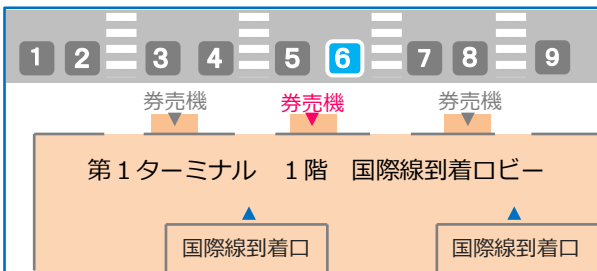 1 2 3 4 5 6 7 8 9
券売機 券売機 券売機
第1ターミナル 1階 国際線到着ロビー
国際線到着口 国際線到着口